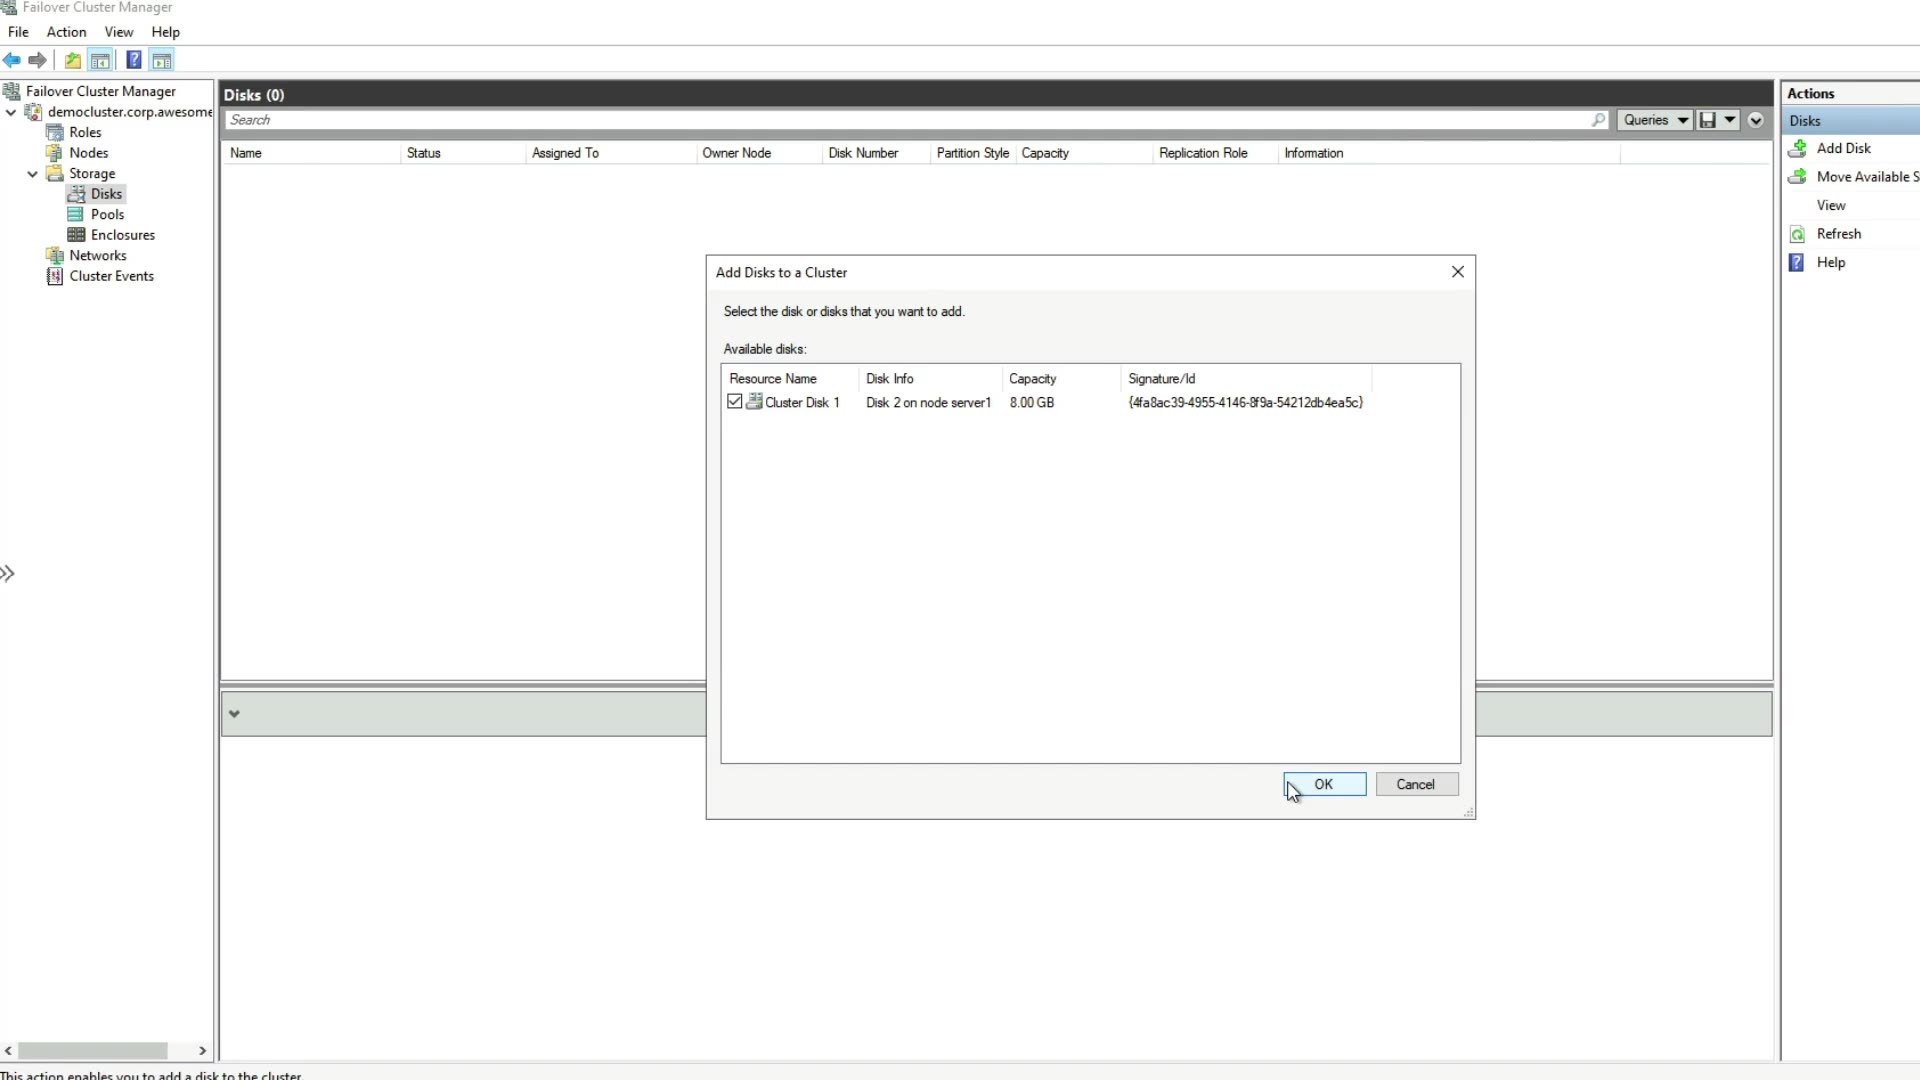 Failover Cluster Manager
File Action View Help
Failover Cluster Manager
democluster.corp.awesome
Roles
Nodes
Storage
Disks
Pools
Enclosures
Networks
Cluster Events
Disks (0)
Search
Queries
Name Status Assigned To Owner Node Disk Number Partition Style Capacity Replication Role Information
Add Disks to a Cluster
Select the disk or disks that you want to add.
Available disks:
Resource Name Disk Info Capacity Signature/Id
Cluster Disk 1 Disk 2 on node server1 8.00 GB {4fa8ac39-4955-4146-8f9a-54212db4ea5c}
OK Cancel
Actions
Disks
Add Disk
Move Available S
View
Refresh
Help
This action enables you to add a disk to the cluster.